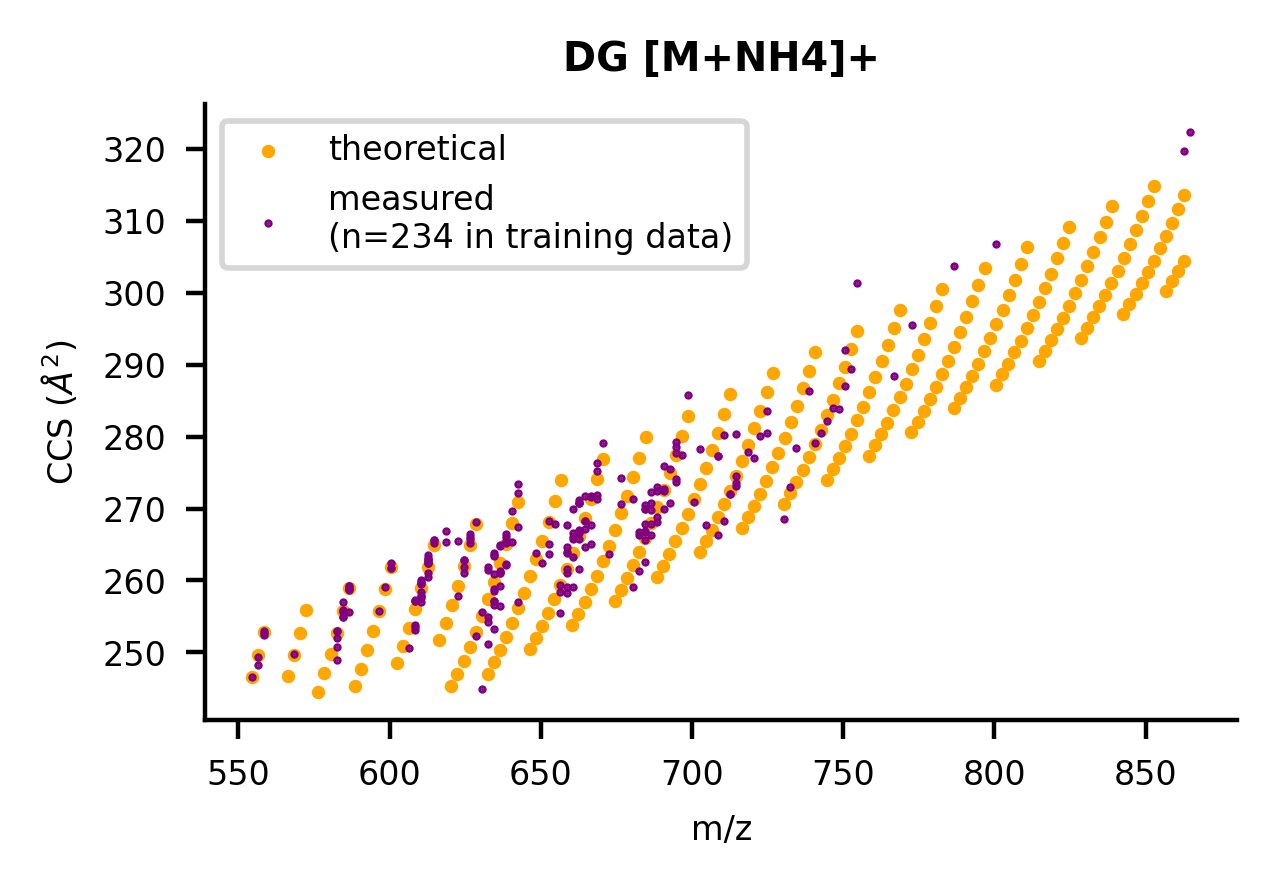 DG [M+NH4]+
theoretical
measured
(n=234 in training data)
CCS (Å²)
320
310
300
290
280
270
260
250
550
600
650
700
750
800
850
m/z